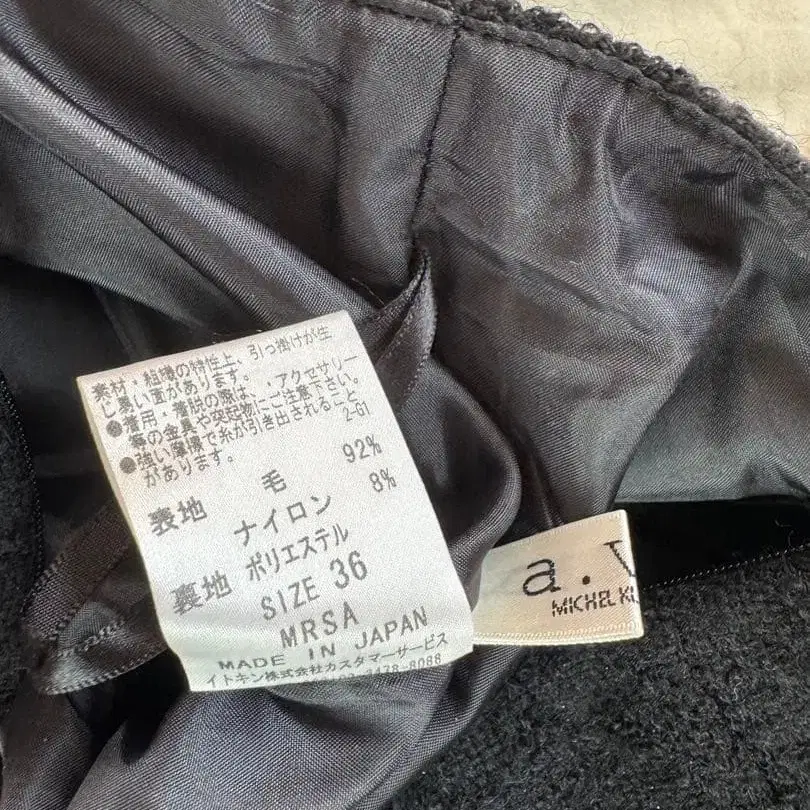 素材・組織の特性上、引っ掛けが生
じ易い面があります。
●着用・着脱の際は、・アクセサリー
等の金具や突起物にご注意下さい。
●強い摩擦で糸が引き出されること
があります。
2-G1
表地 毛 92%
ナイロン 8%
裏地 ポリエステル
SIZE 36
MRSA
MADE IN JAPAN
イトキン株式会社カスタマーサービス
3478-8088
a.v
MICHEL KL